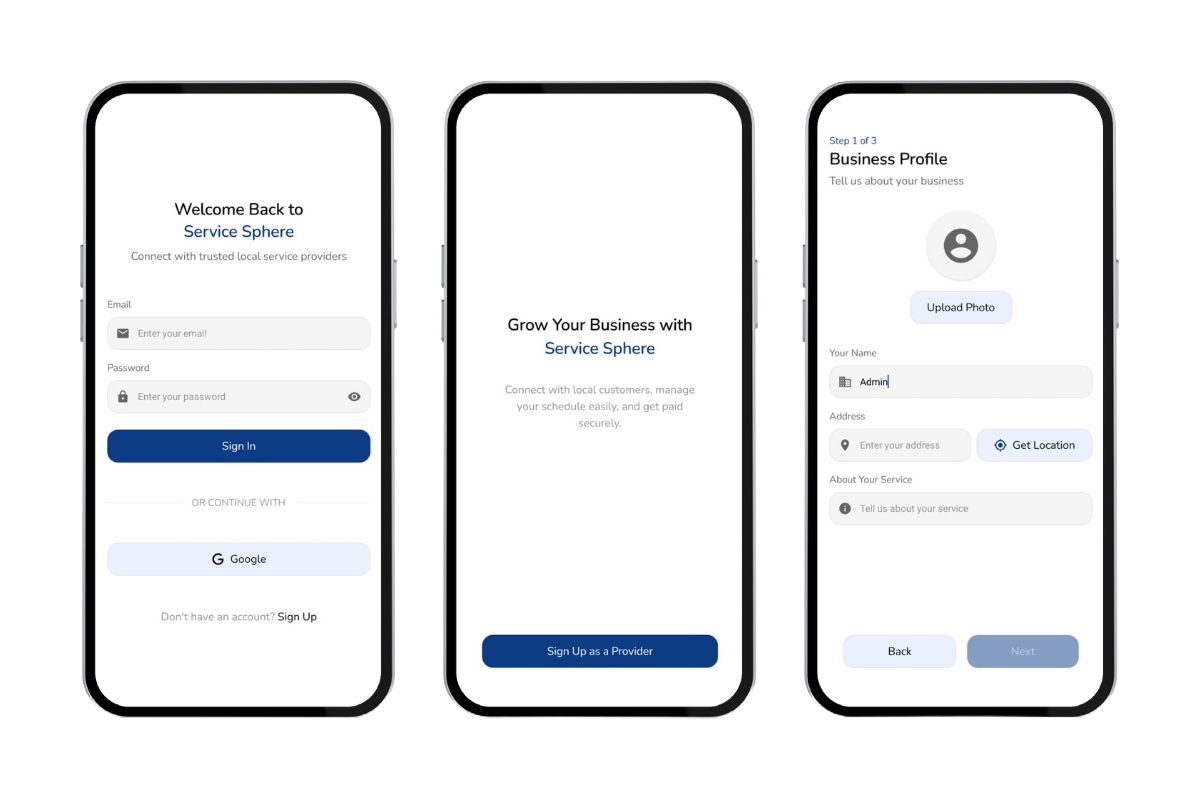 Welcome Back to
Service Sphere
Connect with trusted local service providers
Email
Enter your email
Password
Enter your password
Sign In
OR CONTINUE WITH
Google
Don't have an account? Sign Up
Grow Your Business with
Service Sphere
Connect with local customers, manage
your schedule easily, and get paid
securely.
Sign Up as a Provider
Step 1 of 3
Business Profile
Tell us about your business
Upload Photo
Your Name
Admin
Address
Enter your address
Get Location
About Your Service
Tell us about your service
Back
Next